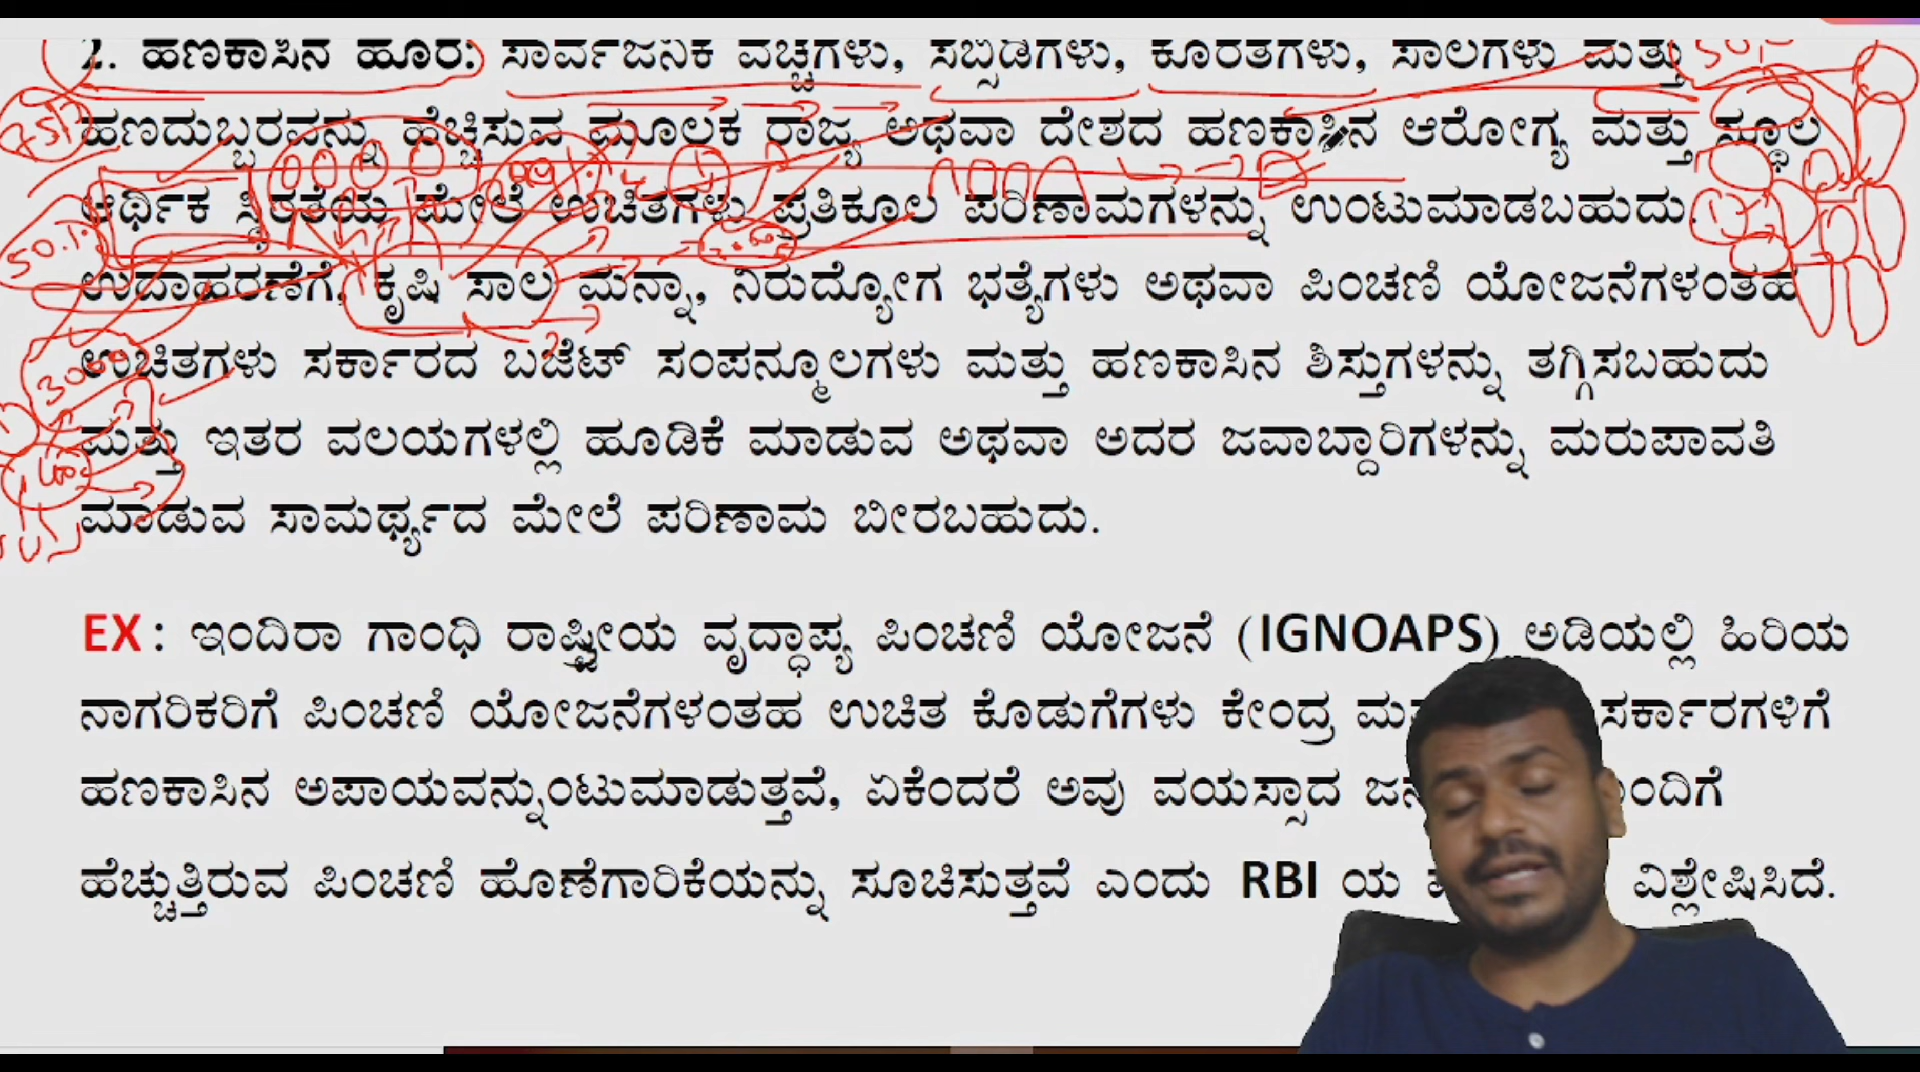 2. ಹಣಕಾಸಿನ ಹೊರೆ: ಸಾರ್ವಜನಿಕ ವೆಚ್ಚಗಳು, ಸಬ್ಸಿಡಿಗಳು, ಕೊರತೆಗಳು, ಸಾಲಗಳು ಮತ್ತು
ಹಣದುಬ್ಬರವನ್ನು ಹೆಚ್ಚಿಸುವ ಮೂಲಕ ರಾಜ್ಯ ಅಥವಾ ದೇಶದ ಹಣಕಾಸಿನ ಆರೋಗ್ಯ ಮತ್ತು ಸ್ಥೂಲ
ಆರ್ಥಿಕ ಸ್ಥಿರತೆಯ ಮೇಲೆ ಉಚಿತಗಳು ಪ್ರತಿಕೂಲ ಪರಿಣಾಮಗಳನ್ನು ಉಂಟುಮಾಡಬಹುದು.
ಉದಾಹರಣೆಗೆ, ಕೃಷಿ ಸಾಲ ಮನ್ನಾ, ನಿರುದ್ಯೋಗ ಭತ್ಯೆಗಳು ಅಥವಾ ಪಿಂಚಣಿ ಯೋಜನೆಗಳಂತಹ
ಉಚಿತಗಳು ಸರ್ಕಾರದ ಬಜೆಟ್ ಸಂಪನ್ಮೂಲಗಳು ಮತ್ತು ಹಣಕಾಸಿನ ಶಿಸ್ತುಗಳನ್ನು ತಗ್ಗಿಸಬಹುದು
ಮತ್ತು ಇತರ ವಲಯಗಳಲ್ಲಿ ಹೂಡಿಕೆ ಮಾಡುವ ಅಥವಾ ಅದರ ಜವಾಬ್ದಾರಿಗಳನ್ನು ಮರುಪಾವತಿ
ಮಾಡುವ ಸಾಮರ್ಥ್ಯದ ಮೇಲೆ ಪರಿಣಾಮ ಬೀರಬಹುದು.
EX: ಇಂದಿರಾ ಗಾಂಧಿ ರಾಷ್ಟ್ರೀಯ ವೃದ್ಧಾಪ್ಯ ಪಿಂಚಣಿ ಯೋಜನೆ (IGNOAPS) ಅಡಿಯಲ್ಲಿ ಹಿರಿಯ
ನಾಗರಿಕರಿಗೆ ಪಿಂಚಣಿ ಯೋಜನೆಗಳಂತಹ ಉಚಿತ ಕೊಡುಗೆಗಳು ಕೇಂದ್ರ ಸರ್ಕಾರಗಳಿಗೆ
ಹಣಕಾಸಿನ ಅಪಾಯವನ್ನುಂಟುಮಾಡುತ್ತವೆ, ಏಕೆಂದರೆ ಅವು ವಯಸ್ಸಾದ
ಹೆಚ್ಚುತ್ತಿರುವ ಪಿಂಚಣಿ ಹೊಣೆಗಾರಿಕೆಯನ್ನು ಸೂಚಿಸುತ್ತವೆ ಎಂದು RBI ಯ ವಿಶ್ಲೇಷಿಸಿದೆ.